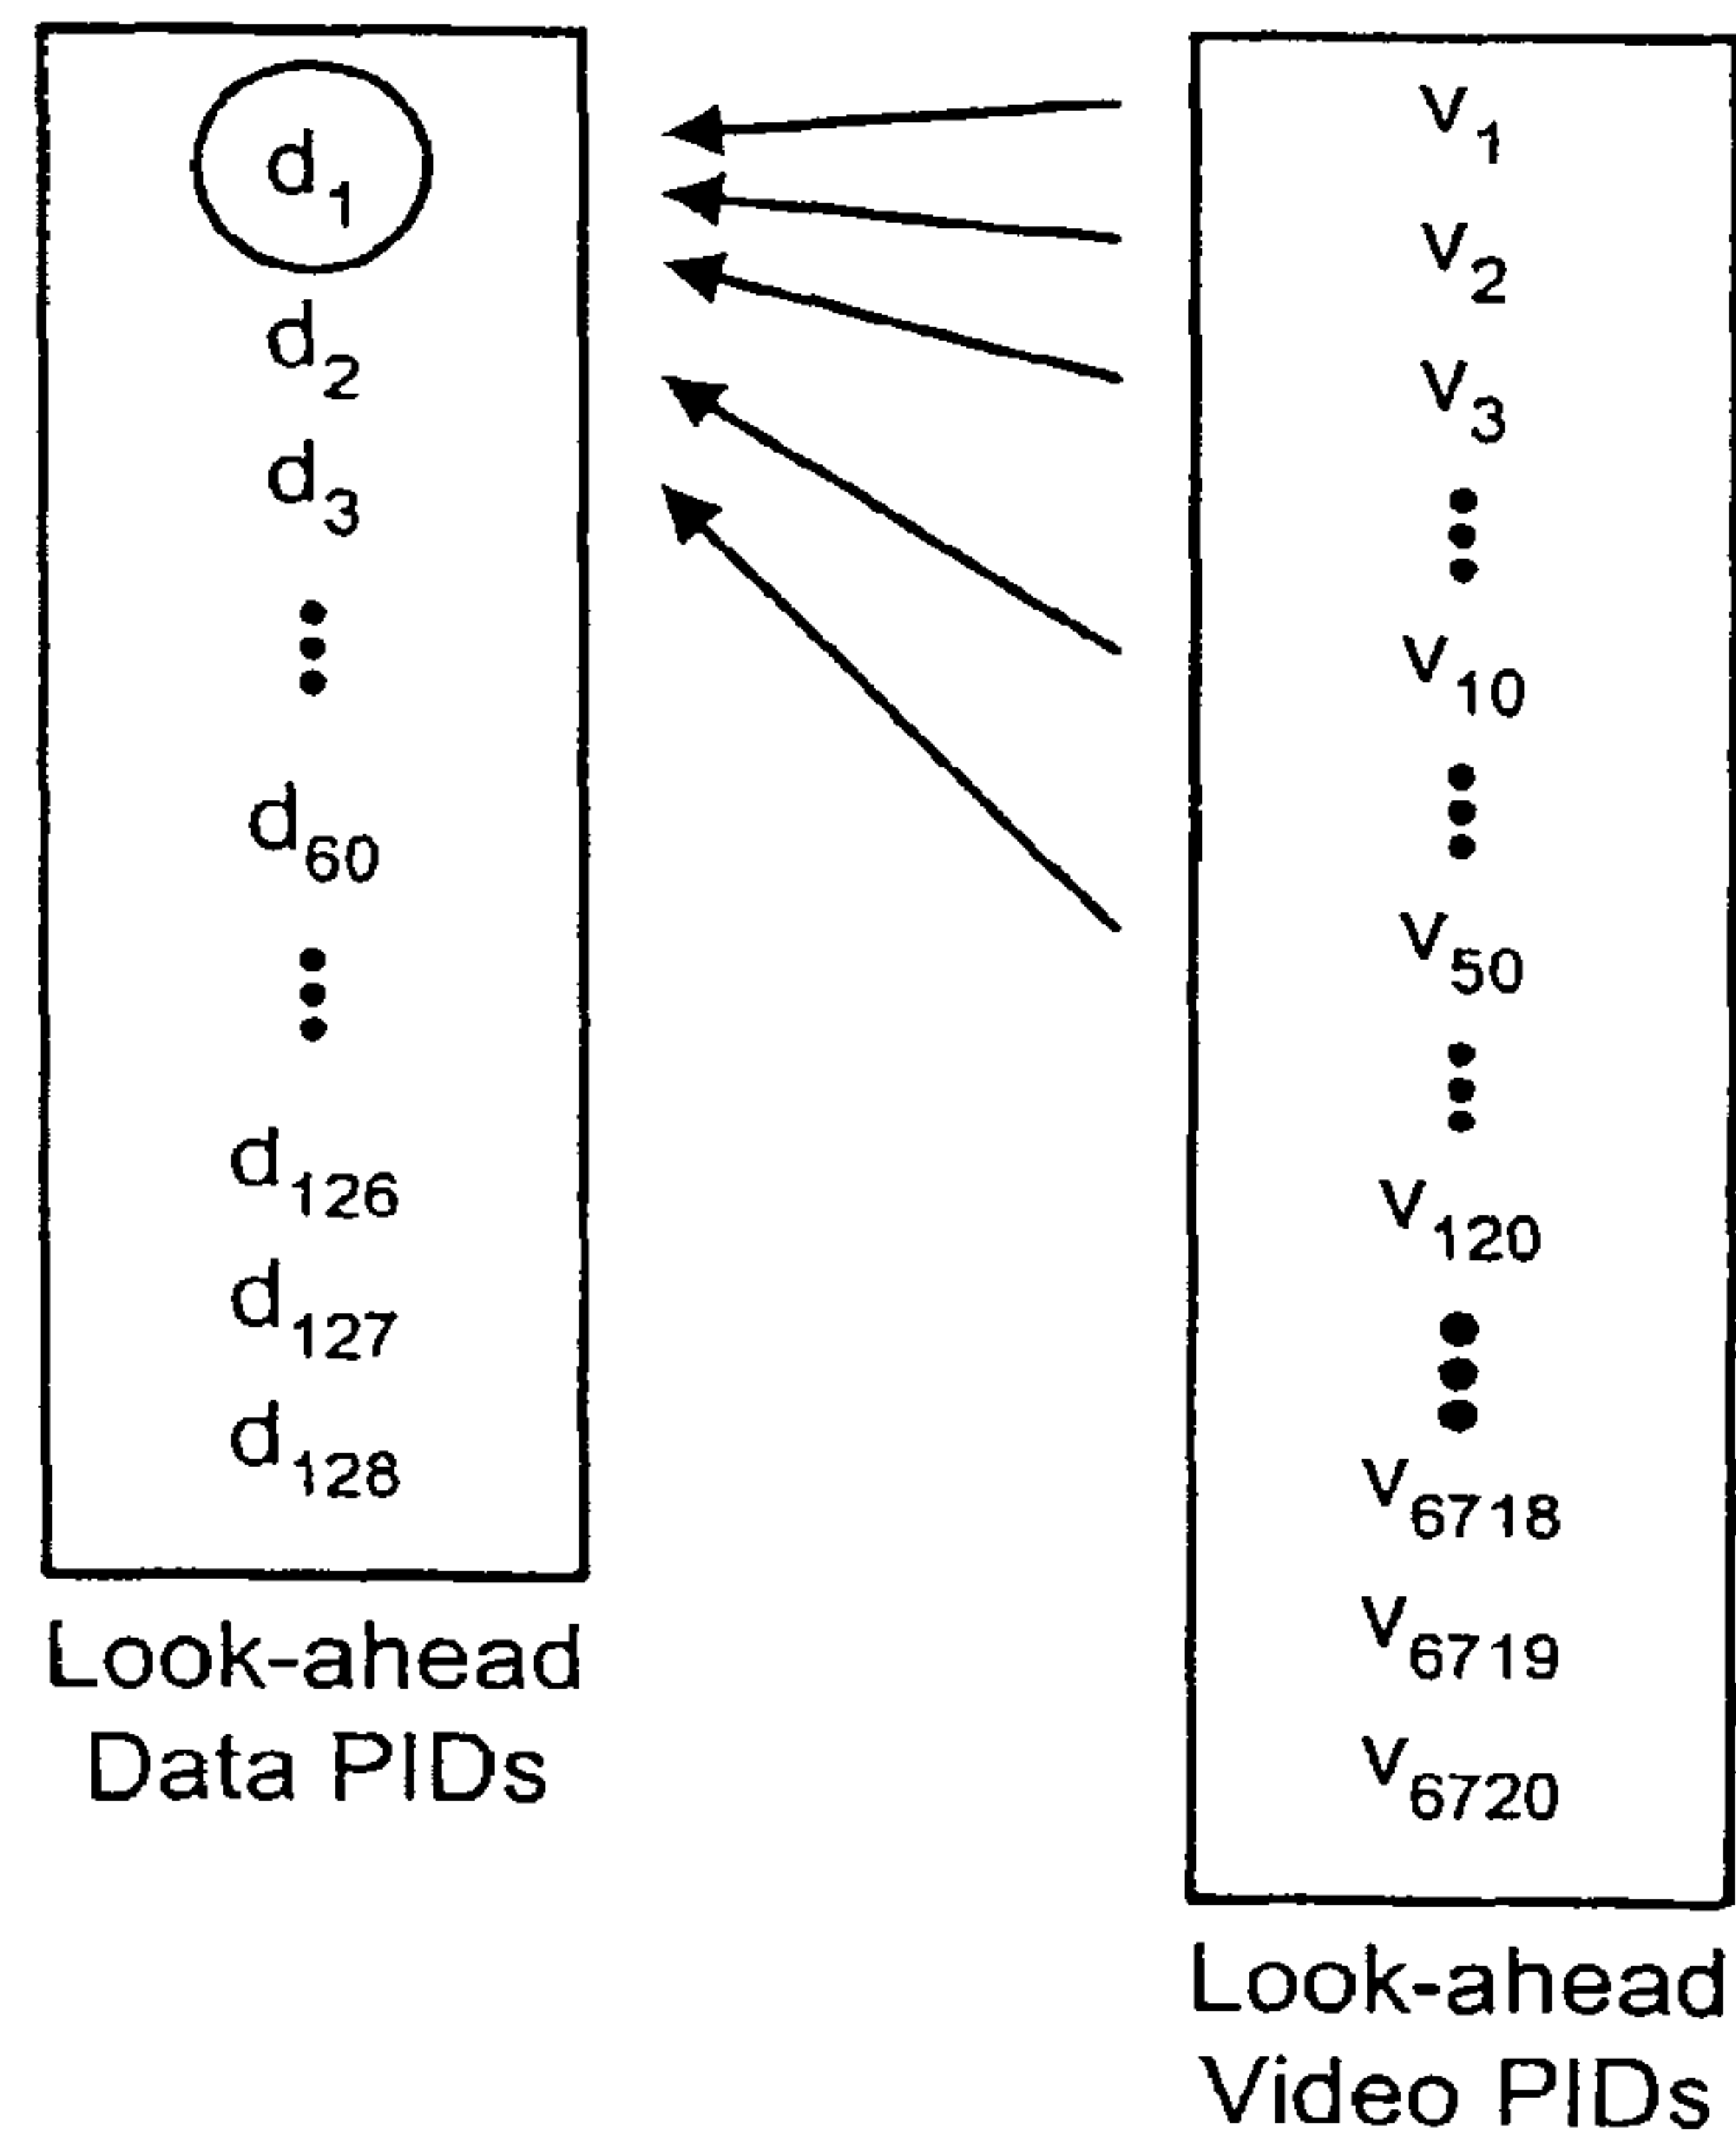 d1
d2
d3
d60
d126
d127
d128
Look-ahead
Data PIDs
v1
v2
v3
v10
v50
v120
v6718
v6719
v6720
Look-ahead
Video PIDs